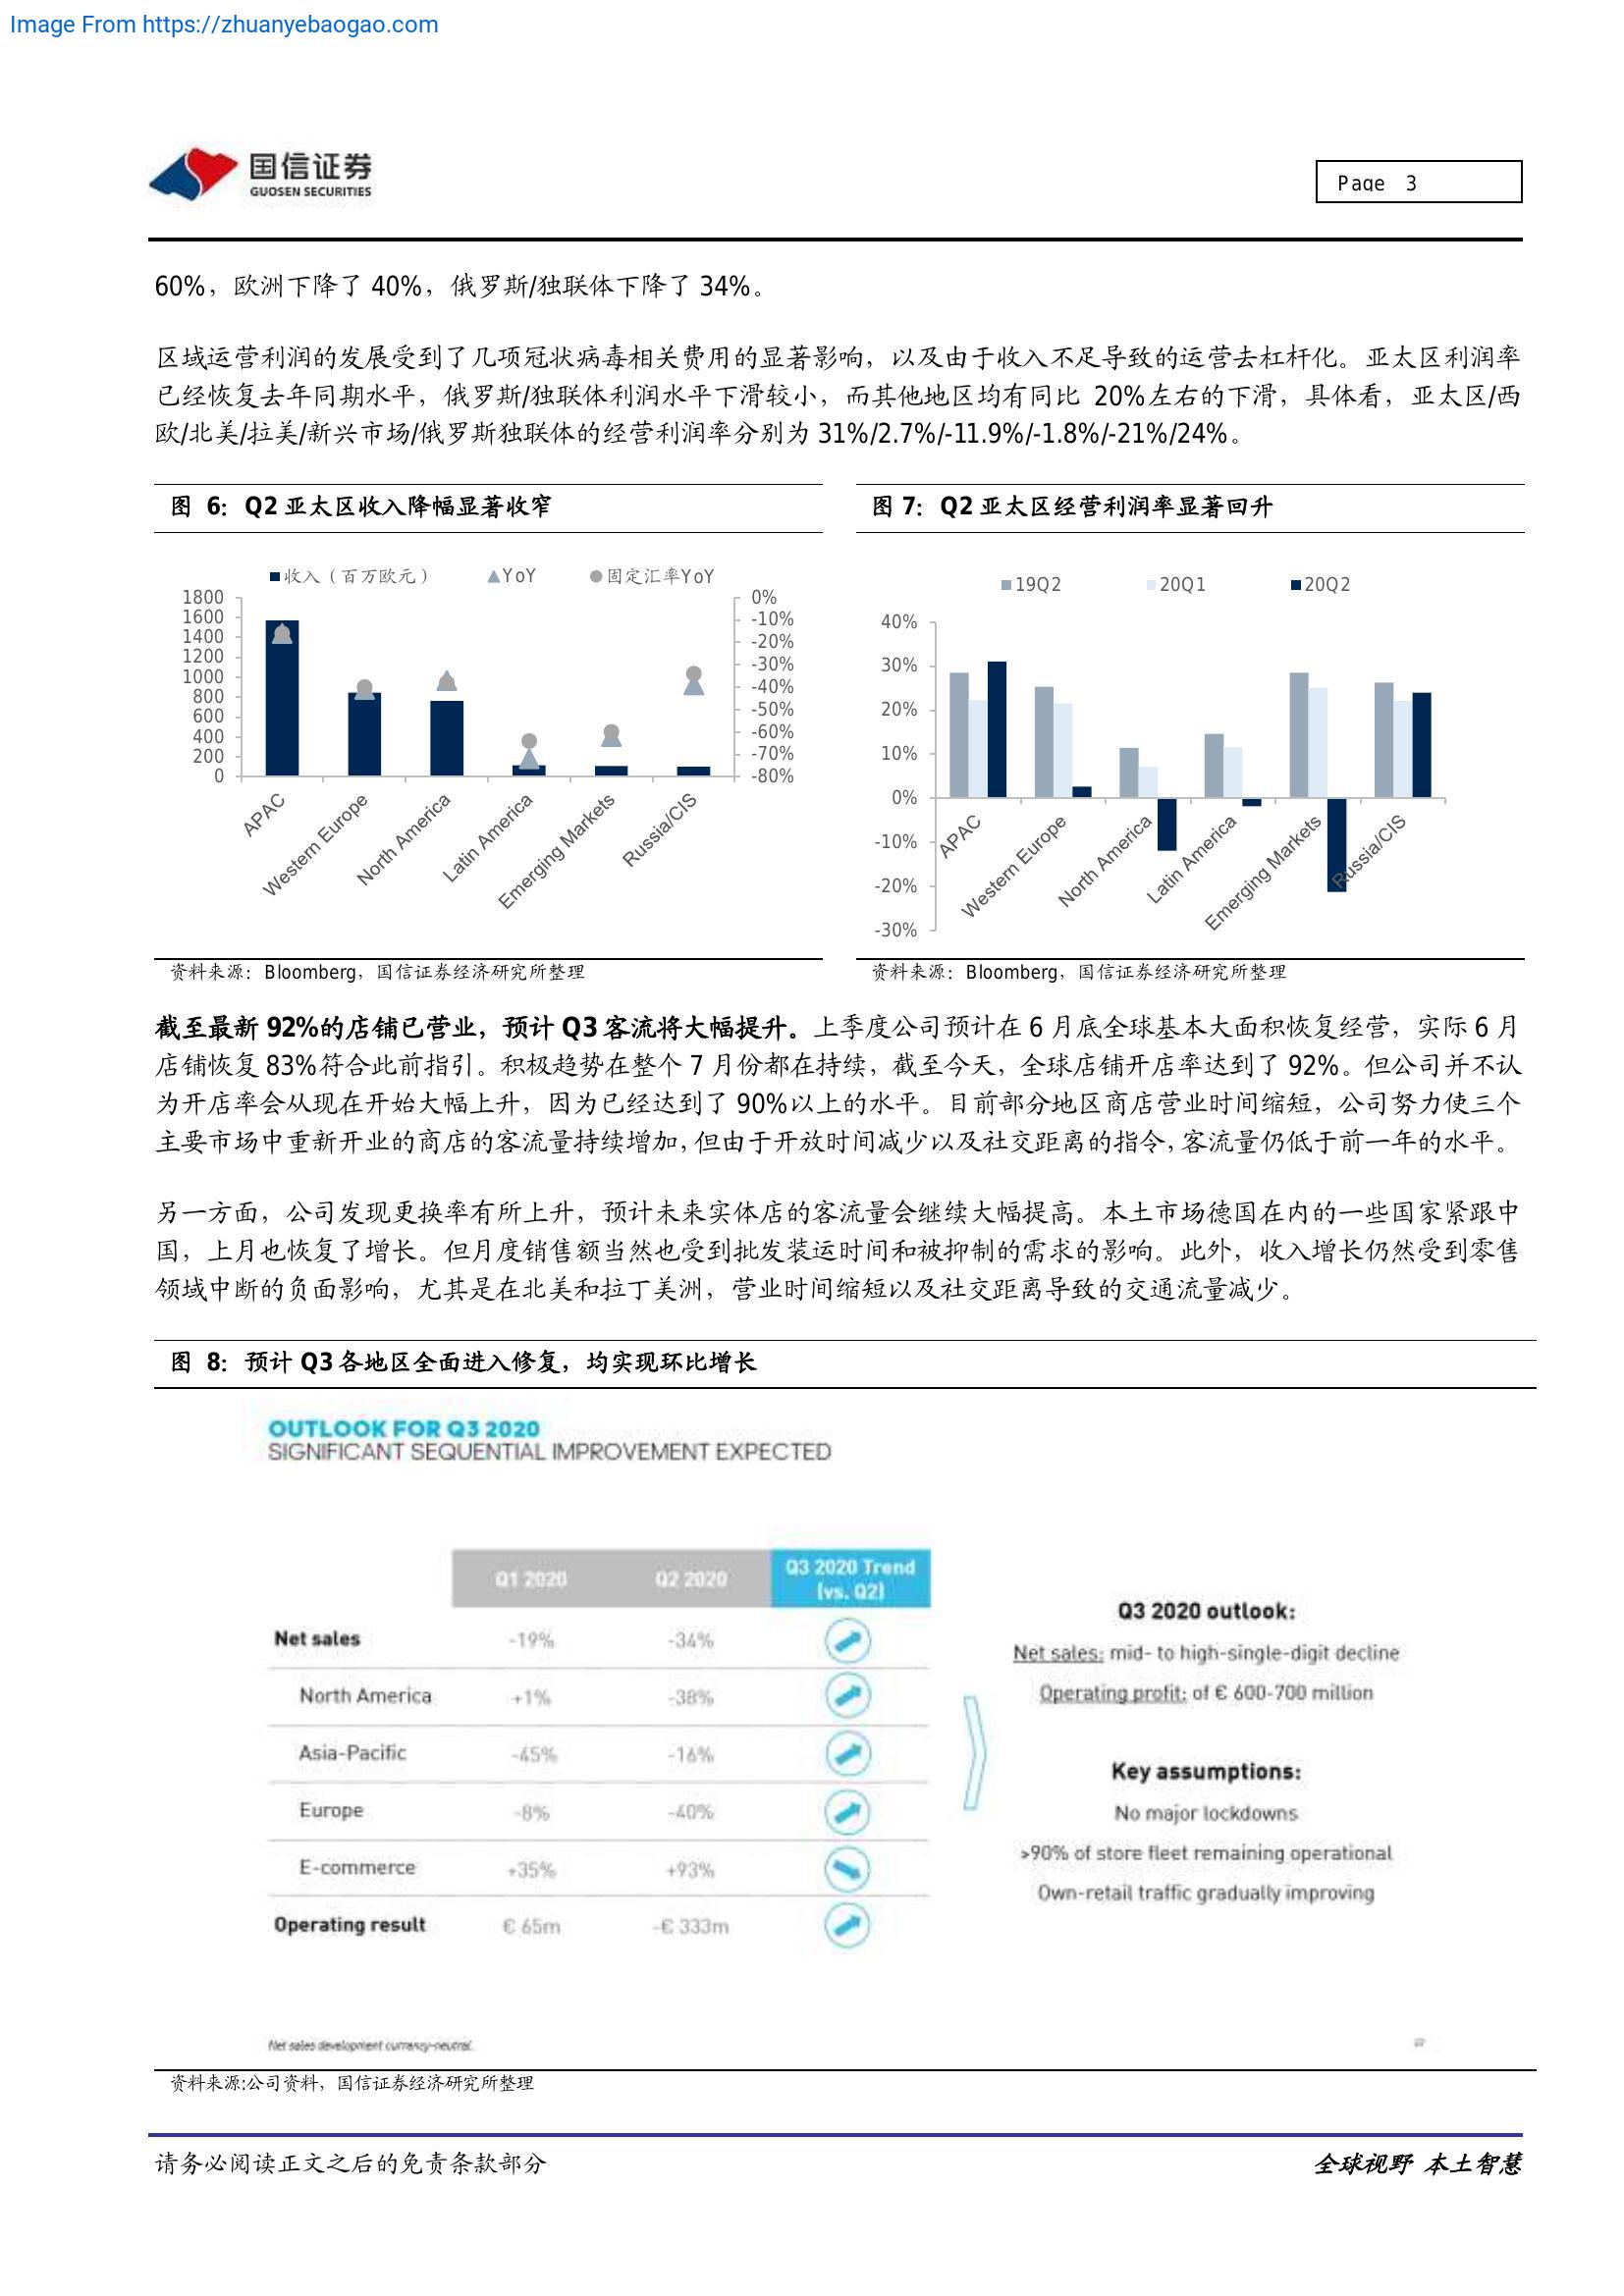 Image From https://zhuanyebaogao.com
国信证券
GUOSEN SECURITIES
Page 3
60%，欧洲下降了 40%，俄罗斯/独联体下降了 34%。
区域运营利润的发展受到了几项冠状病毒相关费用的显著影响，以及由于收入不足导致的运营去杠杆化。亚太区利润率
已经恢复去年同期水平，俄罗斯/独联体利润水平下滑较小，而其他地区均有同比 20%左右的下滑，具体看，亚太区/西
欧/北美/拉美/新兴市场/俄罗斯独联体的经营利润率分别为 31%/2.7%/-11.9%/-1.8%/-21%/24%。
图 6：Q2 亚太区收入降幅显著收窄
收入（百万欧元） YoY 固定汇率YoY
1800 0%
1600 -10%
1400 -20%
1200 -30%
1000 -40%
800 -50%
600 -60%
400 -70%
200 -80%
0
APAC
Western Europe
North America
Latin America
Emerging Markets
Russia/CIS
资料来源：Bloomberg，国信证券经济研究所整理
图 7：Q2 亚太区经营利润率显著回升
19Q2 20Q1 20Q2
40%
30%
20%
10%
0%
-10%
-20%
-30%
APAC
Western Europe
North America
Latin America
Emerging Markets
Russia/CIS
资料来源：Bloomberg，国信证券经济研究所整理
截至最新 92%的店铺已营业，预计 Q3 客流将大幅提升。上季度公司预计在 6 月底全球基本大面积恢复经营，实际 6 月
店铺恢复 83%符合此前指引。积极趋势在整个 7 月份都在持续，截至今天，全球店铺开店率达到了 92%。但公司并不认
为开店率会从现在开始大幅上升，因为已经达到了 90%以上的水平。目前部分地区商店营业时间缩短，公司努力使三个
主要市场中重新开业的商店的客流量持续增加，但由于开放时间减少以及社交距离的指令，客流量仍低于前一年的水平。
另一方面，公司发现更换率有所上升，预计未来实体店的客流量会继续大幅提高。本土市场德国在内的一些国家紧跟中
国，上月也恢复了增长。但月度销售额当然也受到批发装运时间和被抑制的需求的影响。此外，收入增长仍然受到零售
领域中断的负面影响，尤其是在北美和拉丁美洲，营业时间缩短以及社交距离导致的交通流量减少。
图 8：预计 Q3 各地区全面进入修复，均实现环比增长
OUTLOOK FOR Q3 2020
SIGNIFICANT SEQUENTIAL IMPROVEMENT EXPECTED
Q1 2020 Q2 2020 Q3 2020 Trend
(vs. Q2)
Net sales -19% -34%
North America +1% -38%
Asia-Pacific -45% -16%
Europe -8% -40%
E-commerce +35% +93%
Operating result € 65m -€ 333m
Q3 2020 outlook:
Net sales: mid- to high-single-digit decline
Operating profit: of € 600-700 million
Key assumptions:
No major lockdowns
>90% of store fleet remaining operational
Own-retail traffic gradually improving
Net sales development currency-neutral.
资料来源:公司资料，国信证券经济研究所整理
请务必阅读正文之后的免责条款部分
全球视野 本土智慧